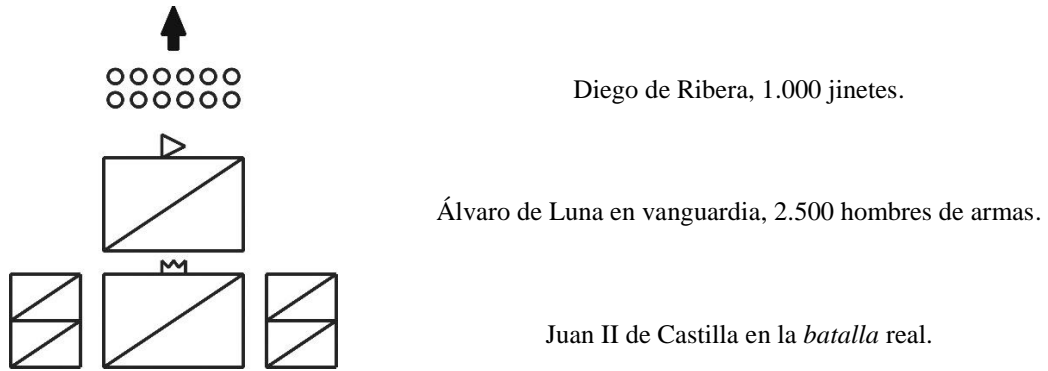 Diego de Ribera, 1.000 jinetes.
Álvaro de Luna en vanguardia, 2.500 hombres de armas.
Juan II de Castilla en la batalla real.